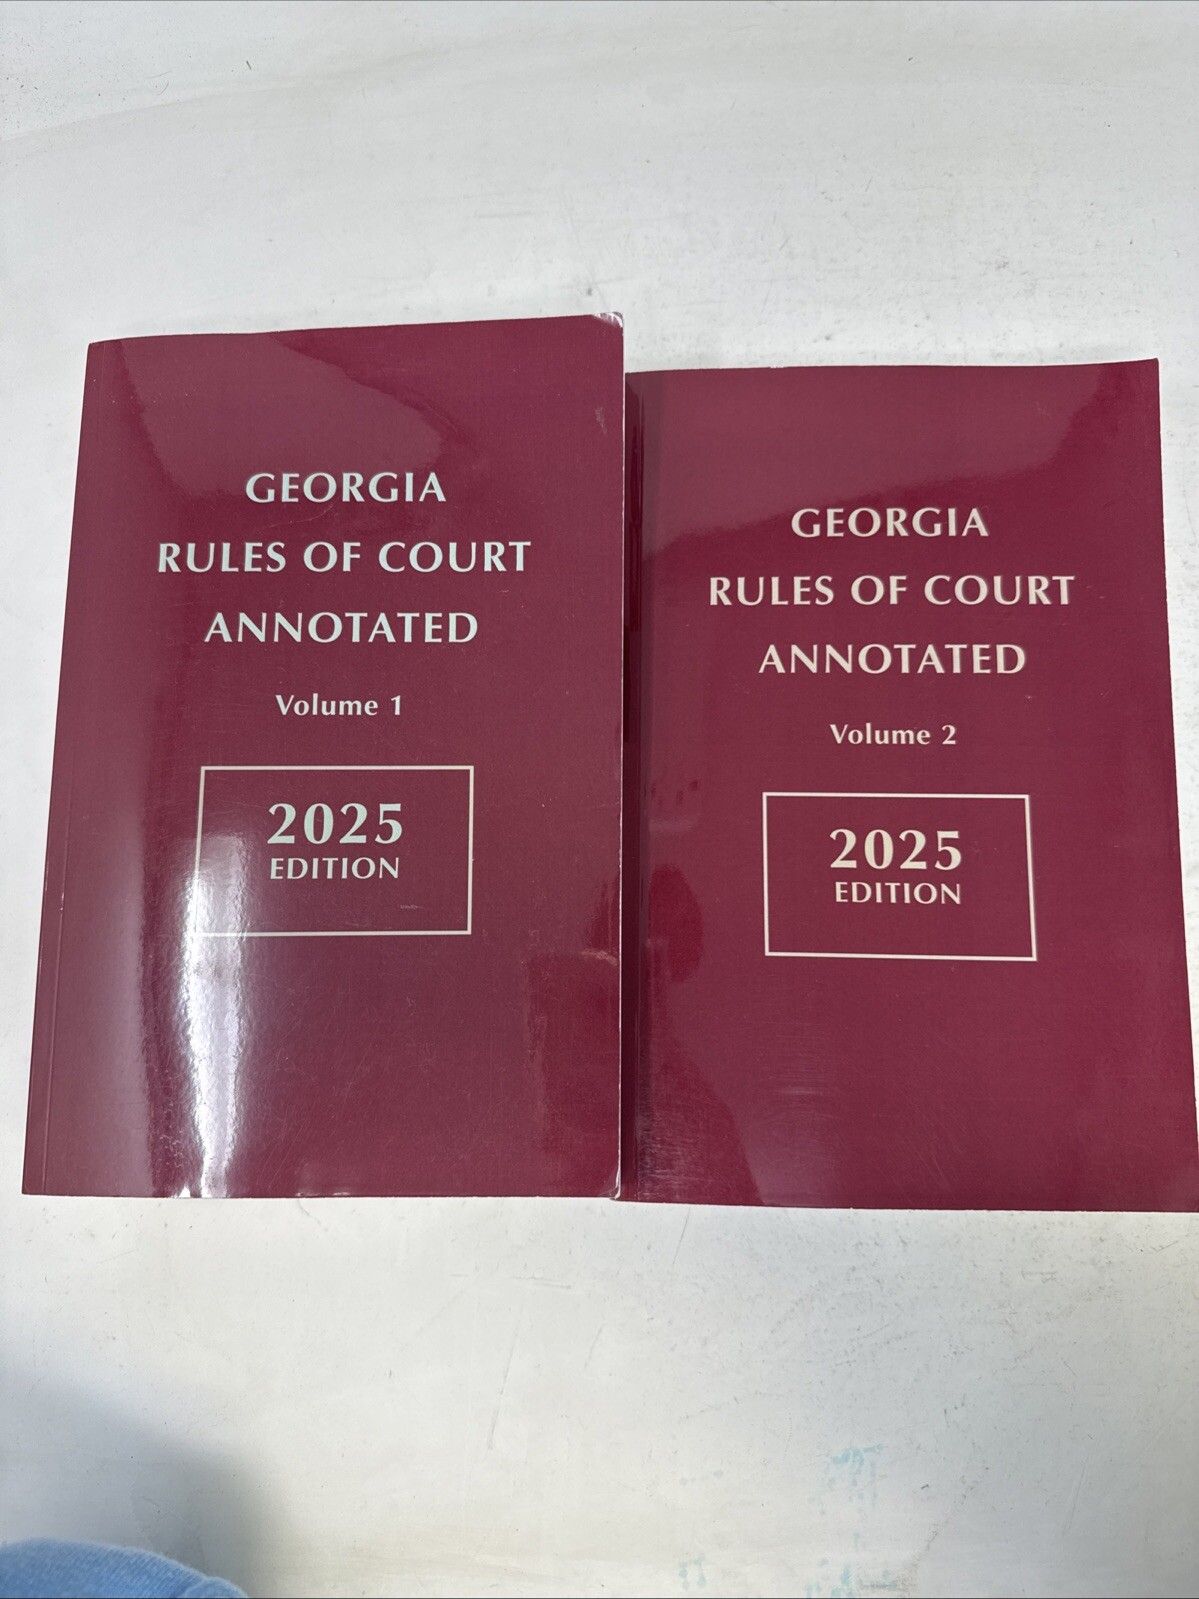 GEORGIA
RULES OF COURT
ANNOTATED
Volume 1
2025
EDITION
GEORGIA
RULES OF COURT
ANNOTATED
Volume 2
2025
EDITION